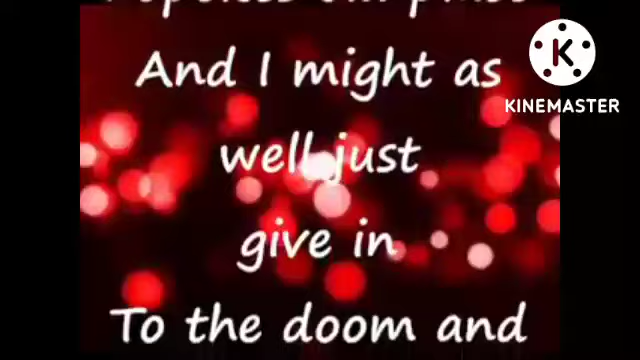 And I might as
well just
give in
To the doom and
K
KINEMASTER